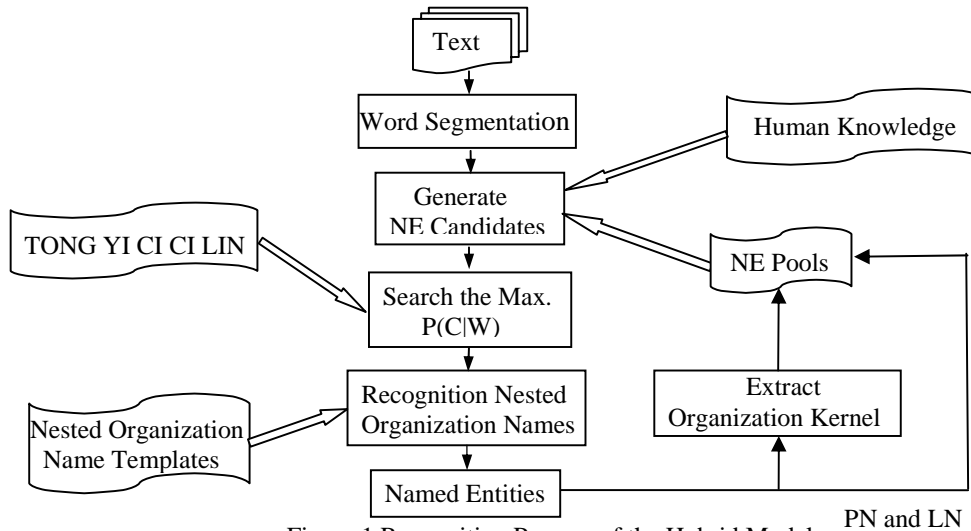 Text
Word Segmentation
Human Knowledge
Generate
NE Candidates
TONG YI CI CI LIN
NE Pools
Search the Max.
P(C|W)
Recognition Nested
Organization Names
Extract
Organization Kernel
Nested Organization
Name Templates
Named Entities
PN and LN